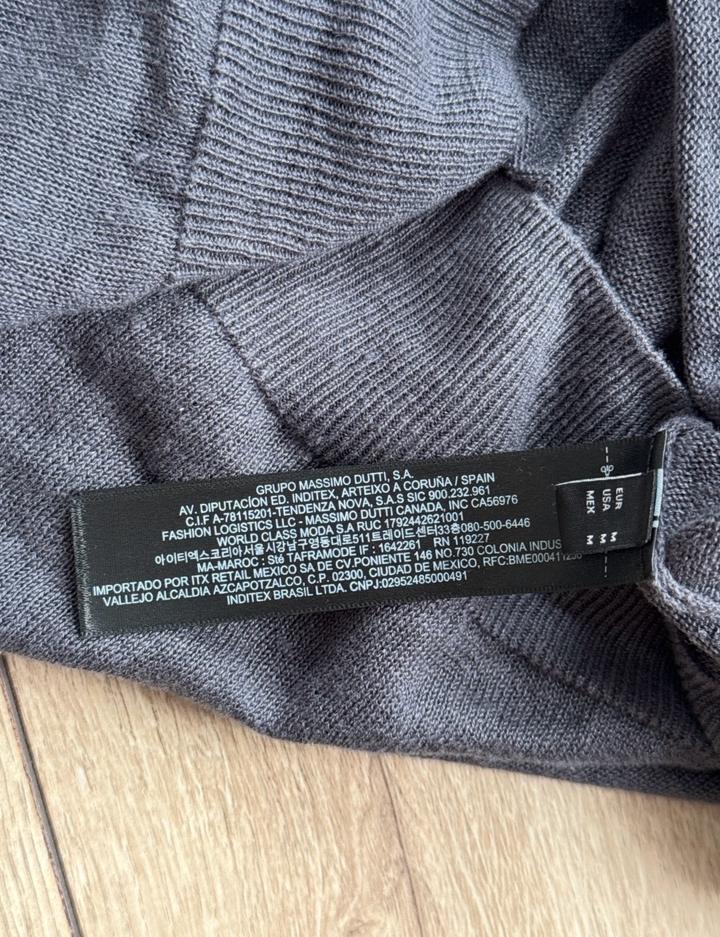 GRUPO MASSIMO DUTTI, S.A.
AV. DIPUTACÍON ED. INDITEX, ARTEIXO A CORUÑA / SPAIN
C.I.F A-78115201-TENDENZA NOVA, S.A.S SIC 900.232.961
FASHION LOGISTICS LLC - MASSIMO DUTTI CANADA, INC CA56976
WORLD CLASS MODA S.A RUC 1792442621001
아이티엑스코리아서울시강남구영동대로511트레이드센터33층080-500-6446
MA-MAROC : Sté TAFRAMODE IF : 1642261 RN 119227
IMPORTADO POR ITX RETAIL MEXICO SA DE CV.PONIENTE 146 NO.730 COLONIA INDUS
VALLEJO ALCALDIA AZCAPOTZALCO, C.P. 02300, CIUDAD DE MEXICO, RFC:BME000411236
INDITEX BRASIL LTDA. CNPJ:02952485000491
EUR M
USA M
MEX M